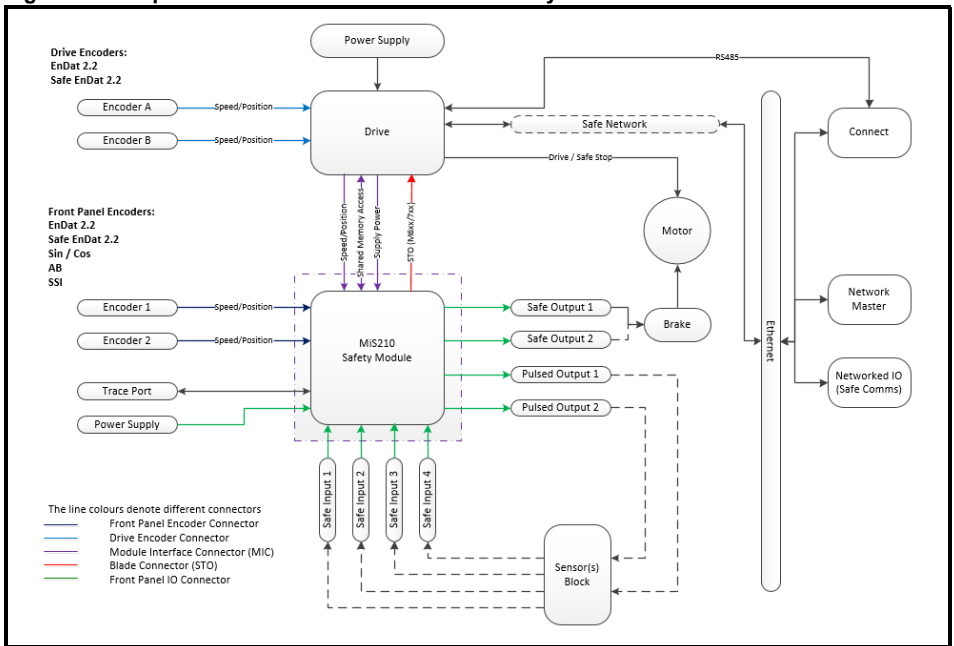 Drive Encoders:
EnDat 2.2
Safe EnDat 2.2
Power Supply
RS485
Encoder A
Speed/Position
Encoder B
Speed/Position
Drive
Safe Network
Connect
Drive / Safe Stop
Speed/Position
Shared Memory Access
Supply Power
STO (M6xx/7xx)
Motor
Front Panel Encoders:
EnDat 2.2
Safe EnDat 2.2
Sin / Cos
AB
SSI
Encoder 1
Speed/Position
Encoder 2
Speed/Position
MiS210
Safety Module
Safe Output 1
Safe Output 2
Brake
Pulsed Output 1
Pulsed Output 2
Ethernet
Network
Master
Networked IO
(Safe Comms)
Trace Port
Power Supply
Safe Input 1
Safe Input 2
Safe Input 3
Safe Input 4
Sensor(s)
Block
The line colours denote different connectors
Front Panel Encoder Connector
Drive Encoder Connector
Module Interface Connector (MIC)
Blade Connector (STO)
Front Panel IO Connector